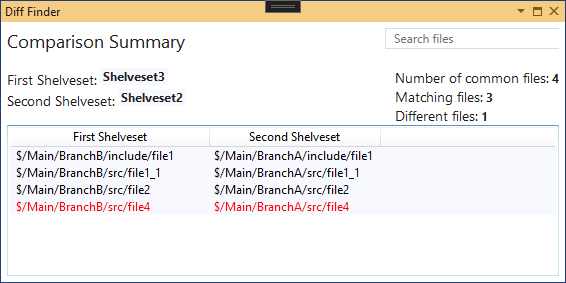 Diff Finder
Comparison Summary
Search files
First Shelveset: Shelveset3
Second Shelveset: Shelveset2
Number of common files: 4
Matching files: 3
Different files: 1
First Shelveset Second Shelveset
$/Main/BranchB/include/file1 $/Main/BranchA/include/file1
$/Main/BranchB/src/file1_1 $/Main/BranchA/src/file1_1
$/Main/BranchB/src/file2 $/Main/BranchA/src/file2
$/Main/BranchB/src/file4 $/Main/BranchA/src/file4